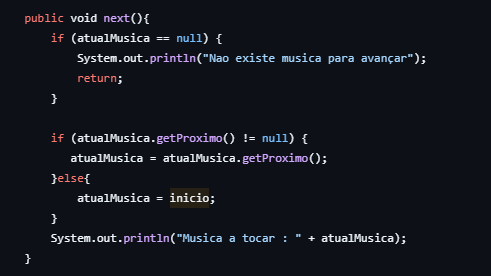 public void next(){
    if (atualMusica == null) {
        System.out.println("Nao existe musica para avançar");
        return;
    }

    if (atualMusica.getProximo() != null) {
       atualMusica = atualMusica.getProximo();
    }else{
        atualMusica = inicio;
    }
    System.out.println("Musica a tocar : " + atualMusica);
}